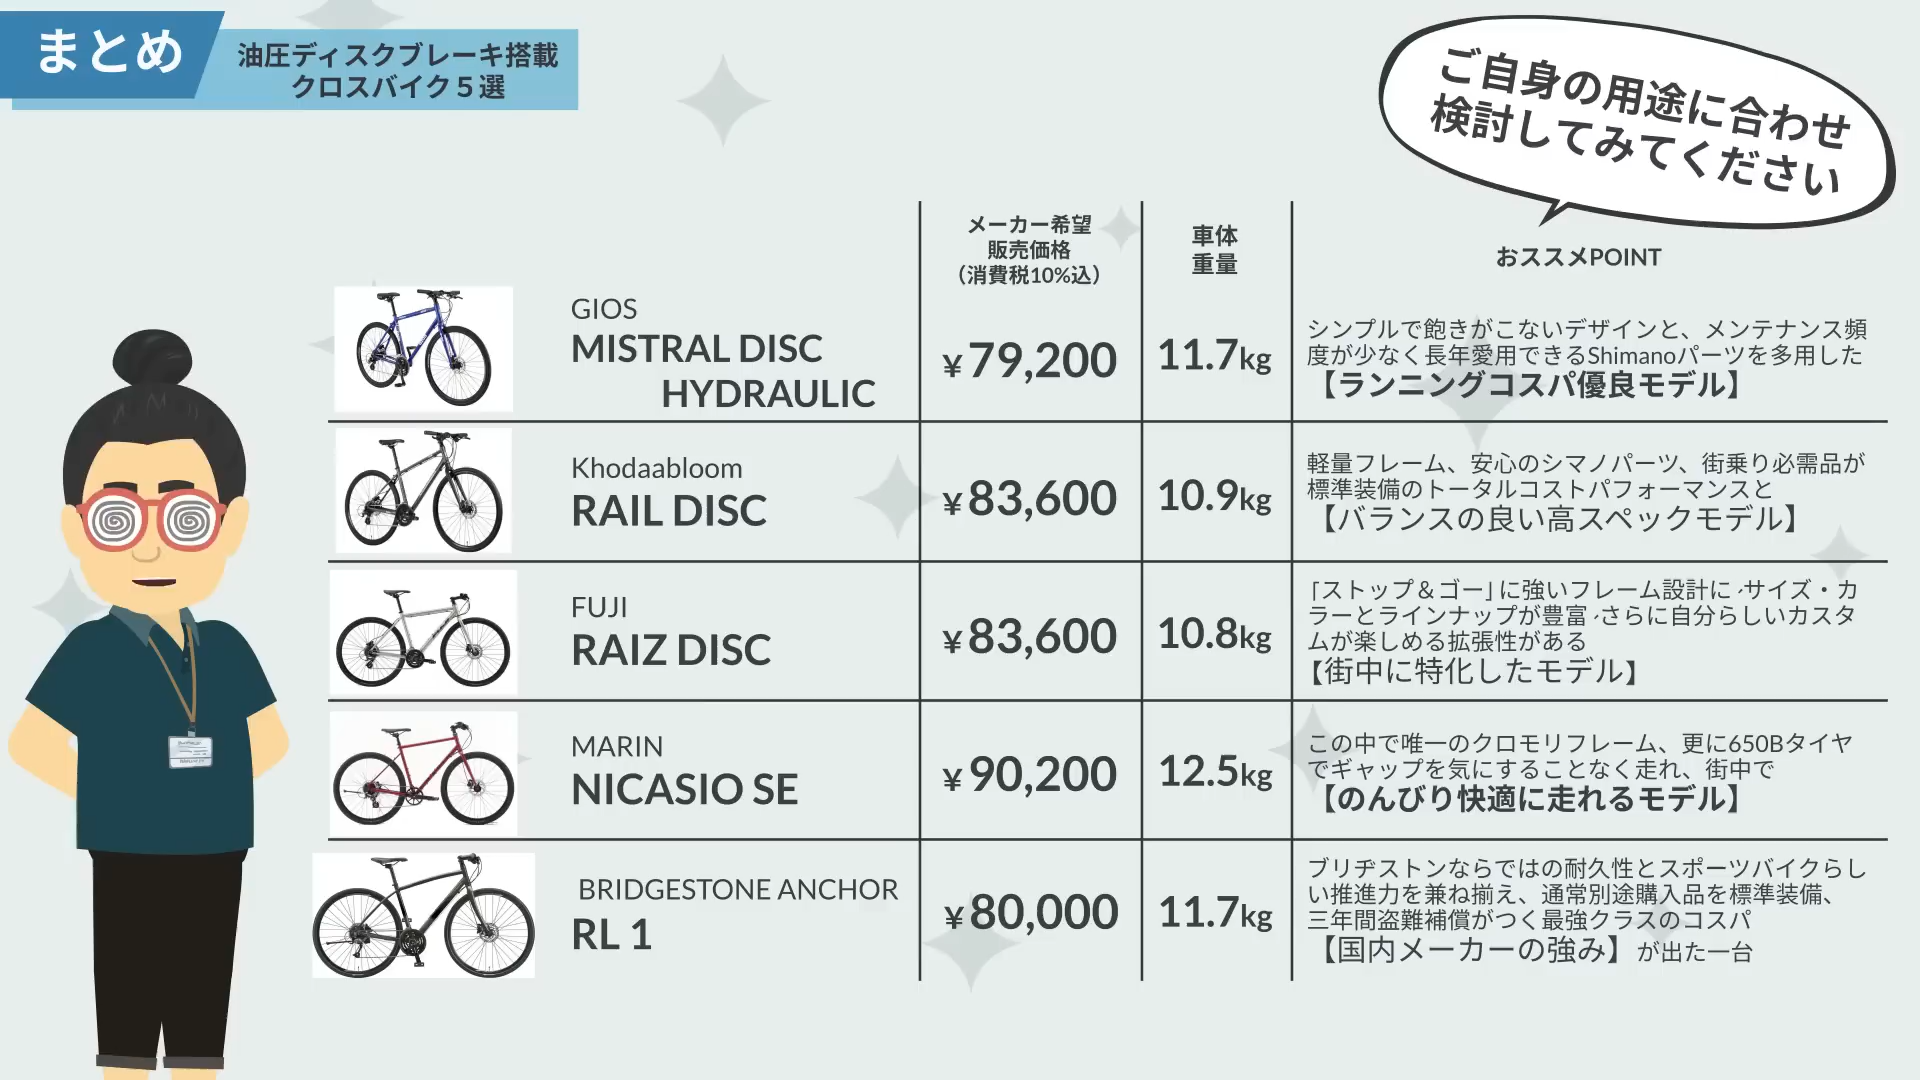 まとめ
油圧ディスクブレーキ搭載
クロスバイク５選
ご自身の用途に合わせ
検討してみてください
メーカー希望
販売価格
（消費税10%込）
車体
重量
おススメPOINT
GIOS
MISTRAL DISC
HYDRAULIC
¥79,200
11.7kg
シンプルで飽きがこないデザインと、メンテナンス頻
度が少なく長年愛用できるShimanoパーツを多用した
【ランニングコスパ優良モデル】
Khodaabloom
RAIL DISC
¥83,600
10.9kg
軽量フレーム、安心のシマノパーツ、街乗り必需品が
標準装備のトータルコストパフォーマンスと
【バランスの良い高スペックモデル】
FUJI
RAIZ DISC
¥83,600
10.8kg
「ストップ＆ゴー」に強いフレーム設計に、サイズ・カ
ラーとラインナップが豊富、さらに自分らしいカスタ
ムが楽しめる拡張性がある
【街中に特化したモデル】
MARIN
NICASIO SE
¥90,200
12.5kg
この中で唯一のクロモリフレーム、更に650Bタイヤ
でギャップを気にすることなく走れ、街中で
【のんびり快適に走れるモデル】
BRIDGESTONE ANCHOR
RL 1
¥80,000
11.7kg
ブリヂストンならではの耐久性とスポーツバイクらし
い推進力を兼ね揃え、通常別途購入品を標準装備、
三年間盗難補償がつく最強クラスのコスパ
【国内メーカーの強み】が出た一台